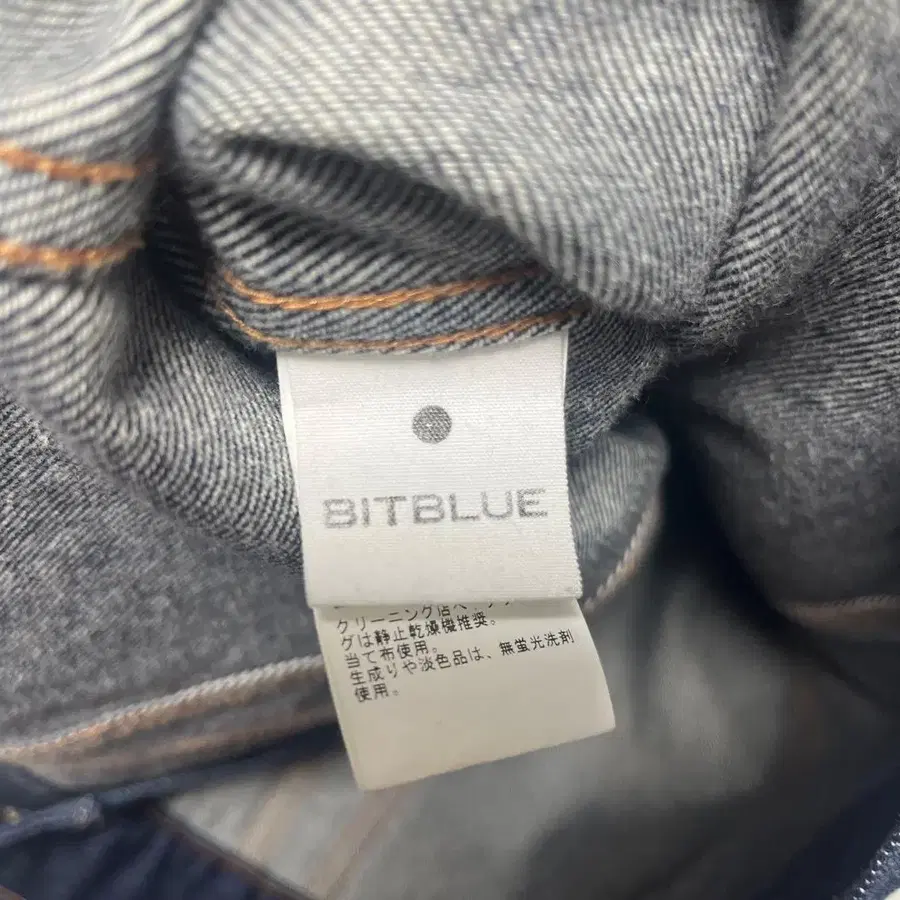 BITBLUE
クリーニング店へ
グは静止乾燥機推奨。
当て布使用。
生成りや淡色品は、無蛍光洗剤
使用。